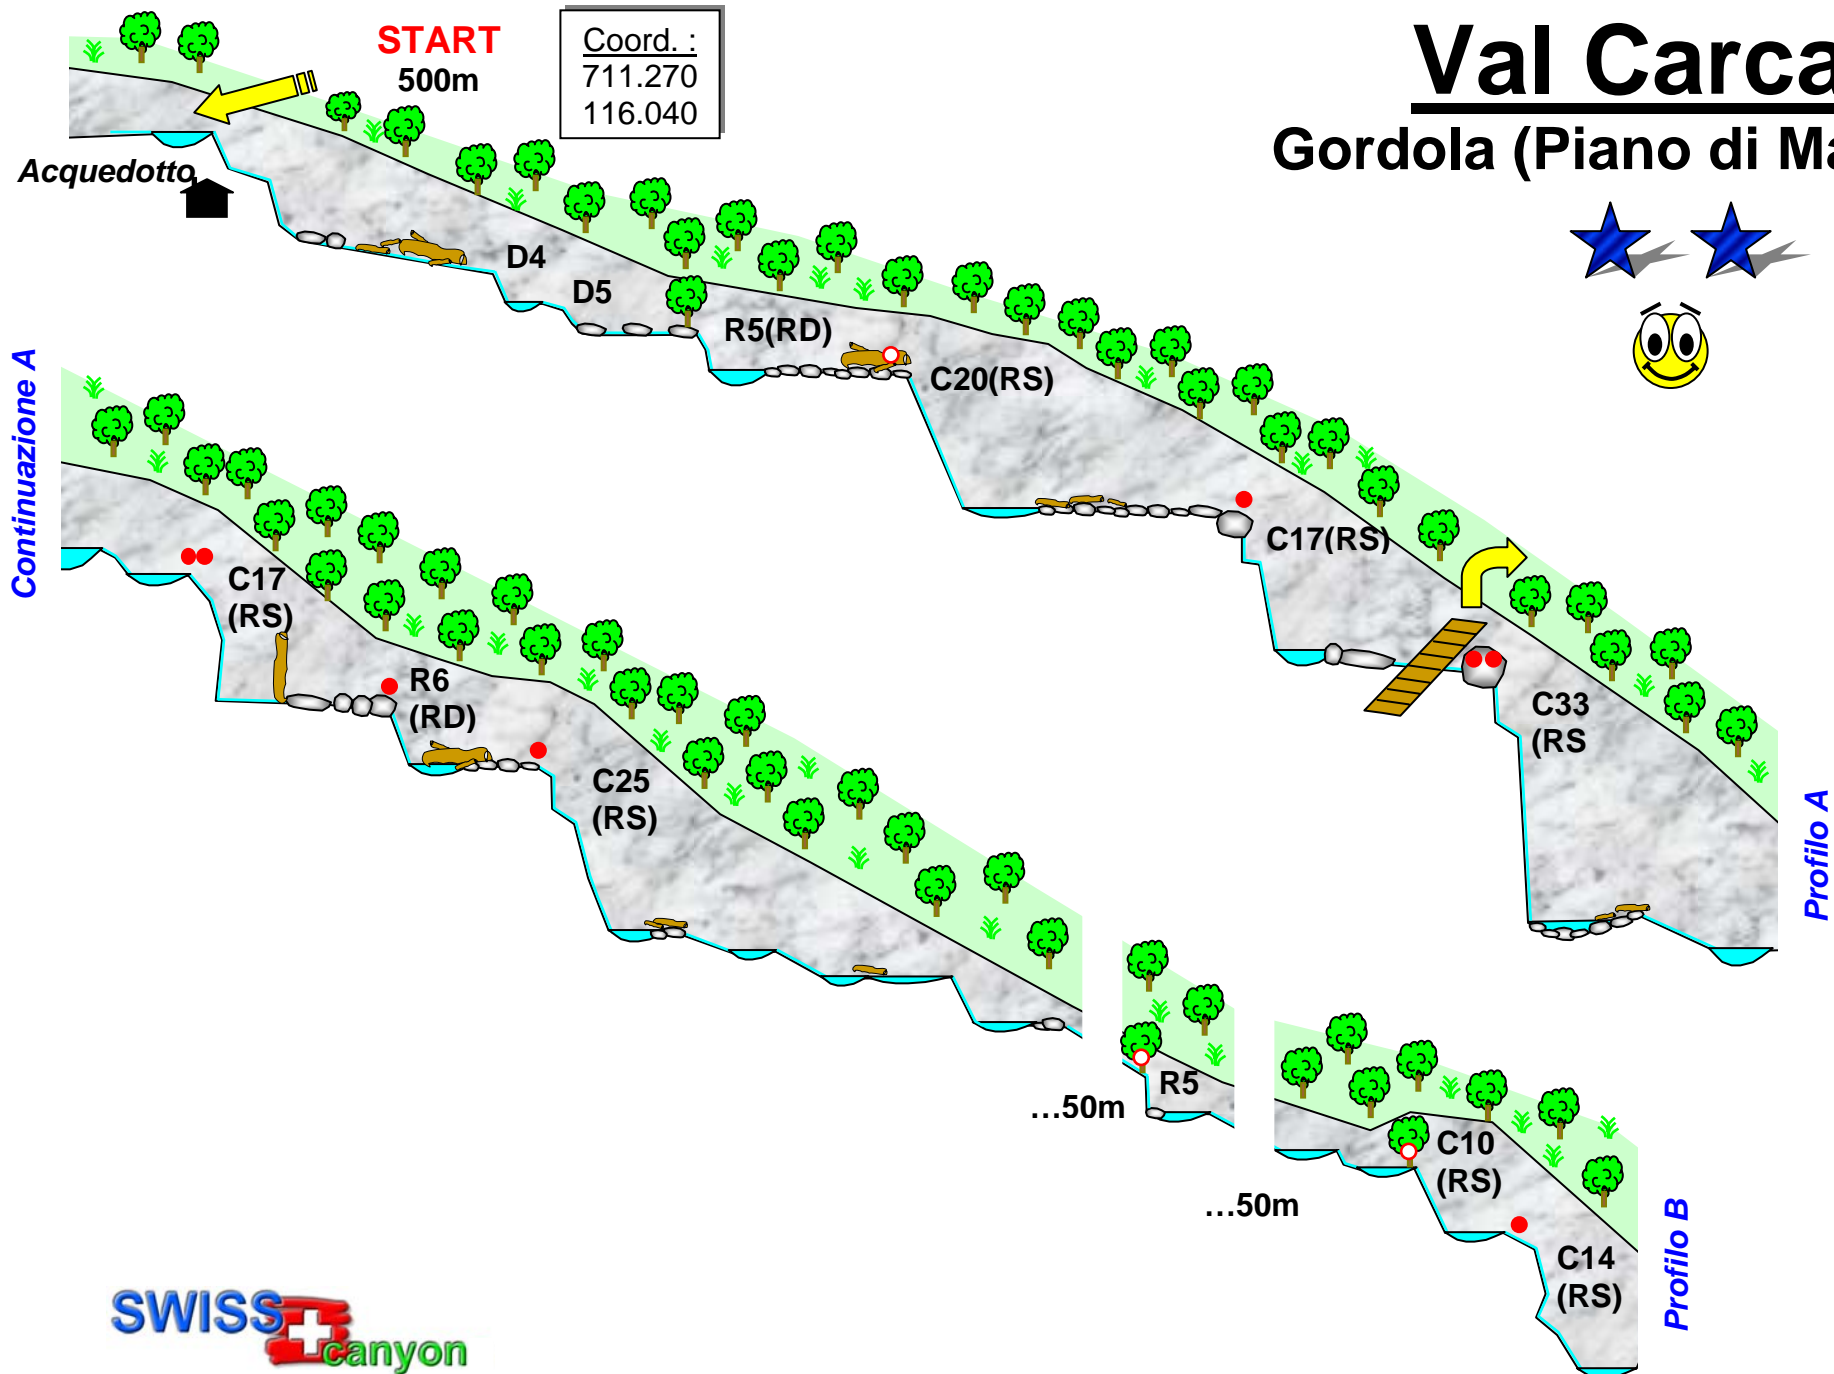 START
500m
Coord. :
711.270
116.040
Val Carca
Gordola (Piano di Ma
Acquedotto
D4
D5
R5(RD)
C20(RS)
C17(RS)
C33
(RS
Profilo A
Continuazione A
C17
(RS)
R6
(RD)
C25
(RS)
…50m
R5
…50m
C10
(RS)
C14
(RS)
Profilo B
SWISS
canyon